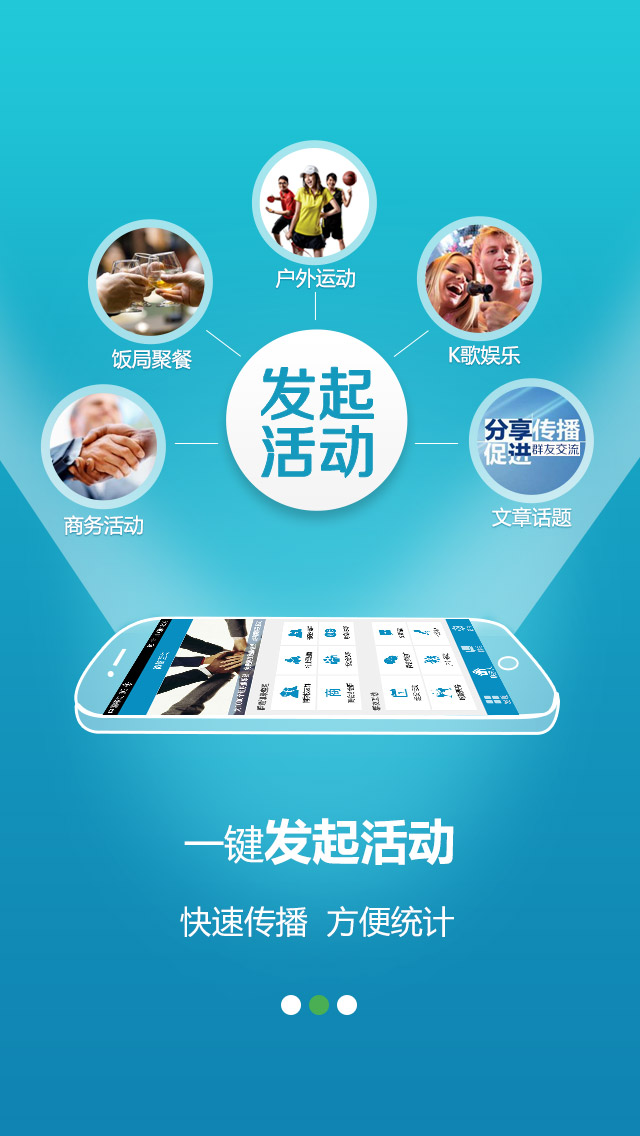 户外运动
饭局聚餐
K歌娱乐
发起
活动
分享传播
促进群友交流
商务活动
文章话题
一键发起活动
快速传播 方便统计